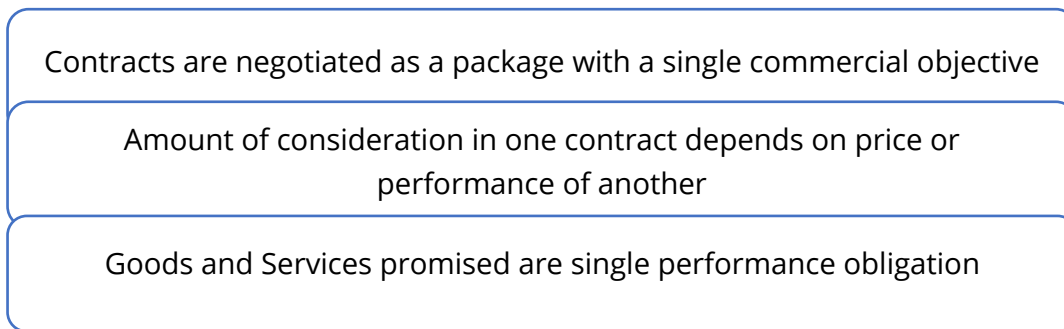 Contracts are negotiated as a package with a single commercial objective
Amount of consideration in one contract depends on price or
performance of another
Goods and Services promised are single performance obligation